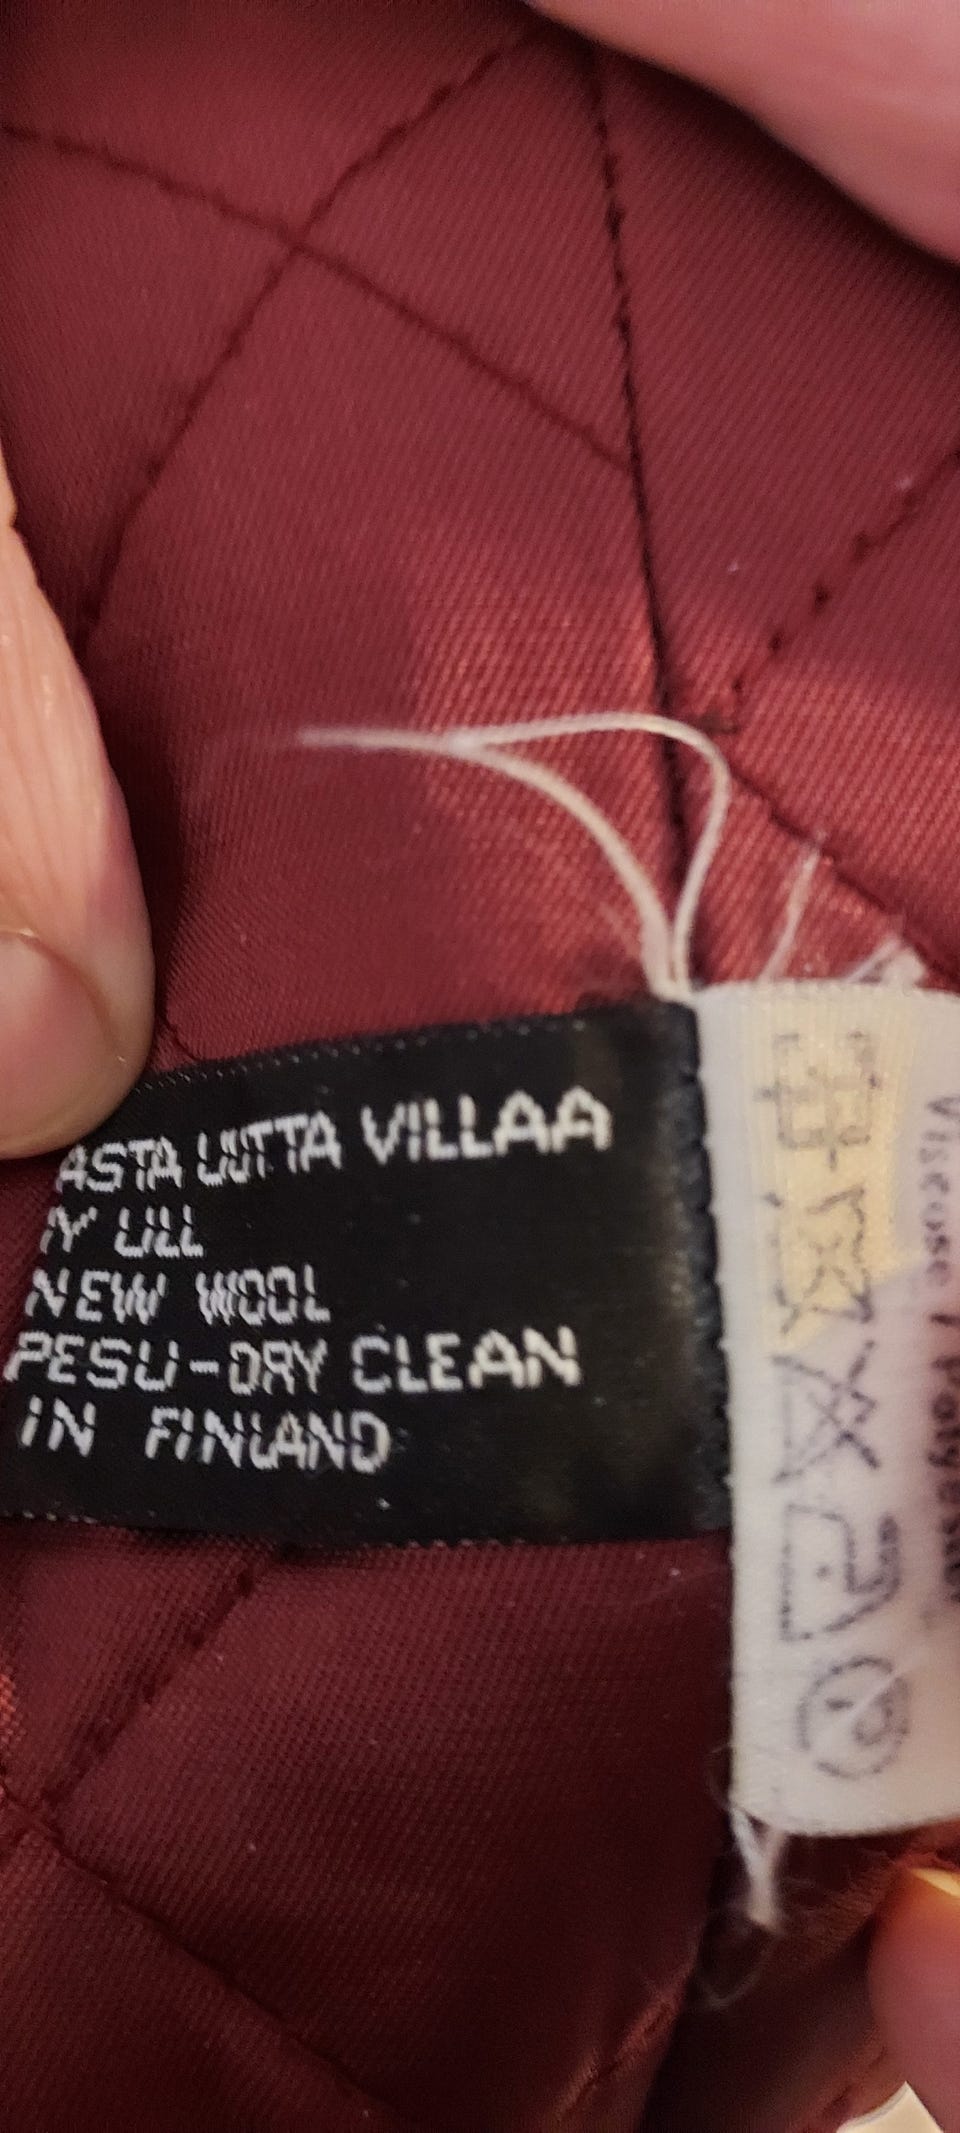 ASTA UUTTA VILLAA
NY ULL
NEW WOOL
PESU-DRY CLEAN
IN FINLAND
Viscose / Polyester